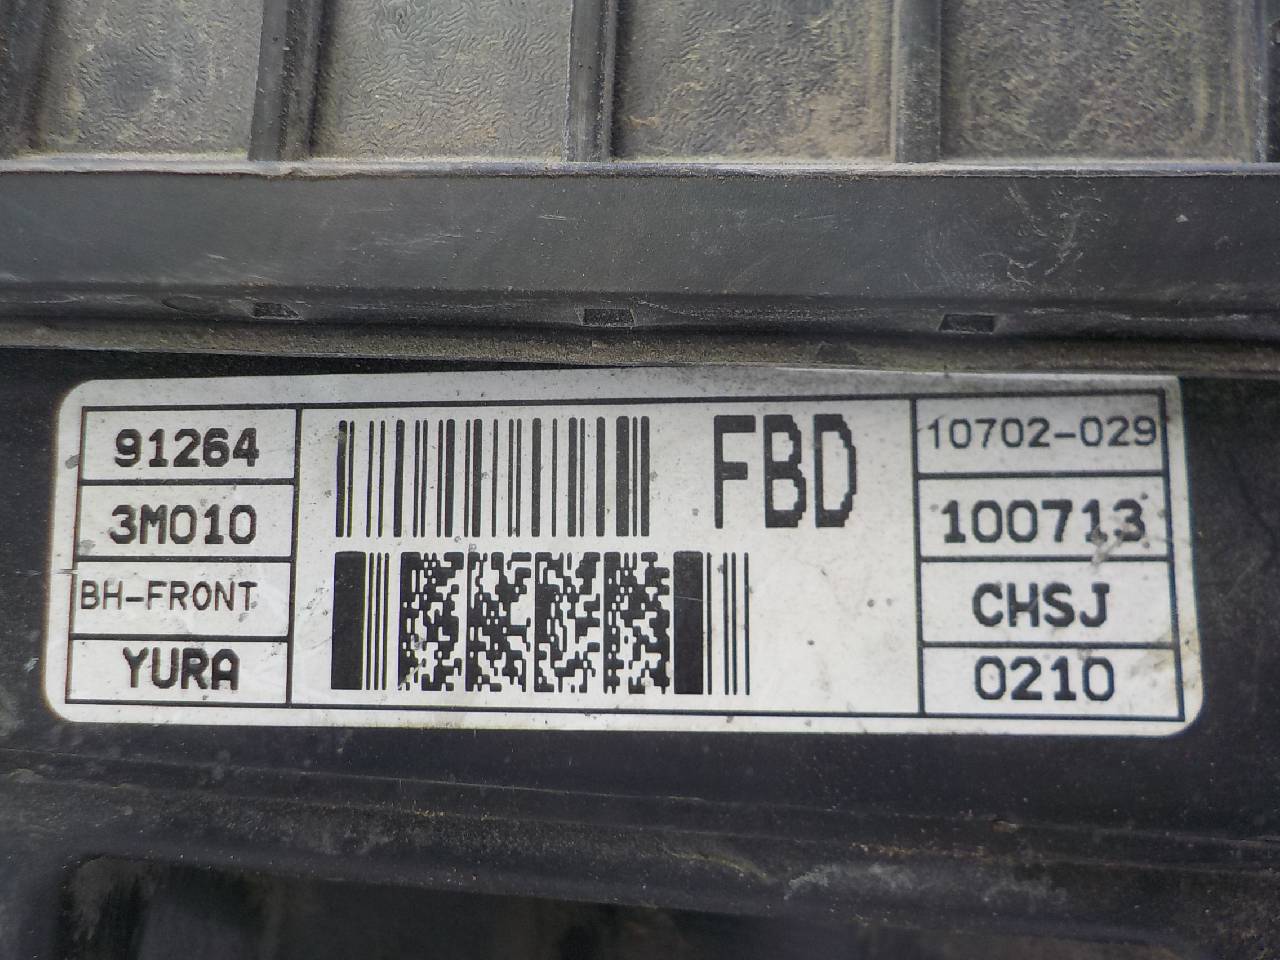 91264
3M010
BH-FRONT
YURA
FBD
10702-029
100713
CHSJ
0210